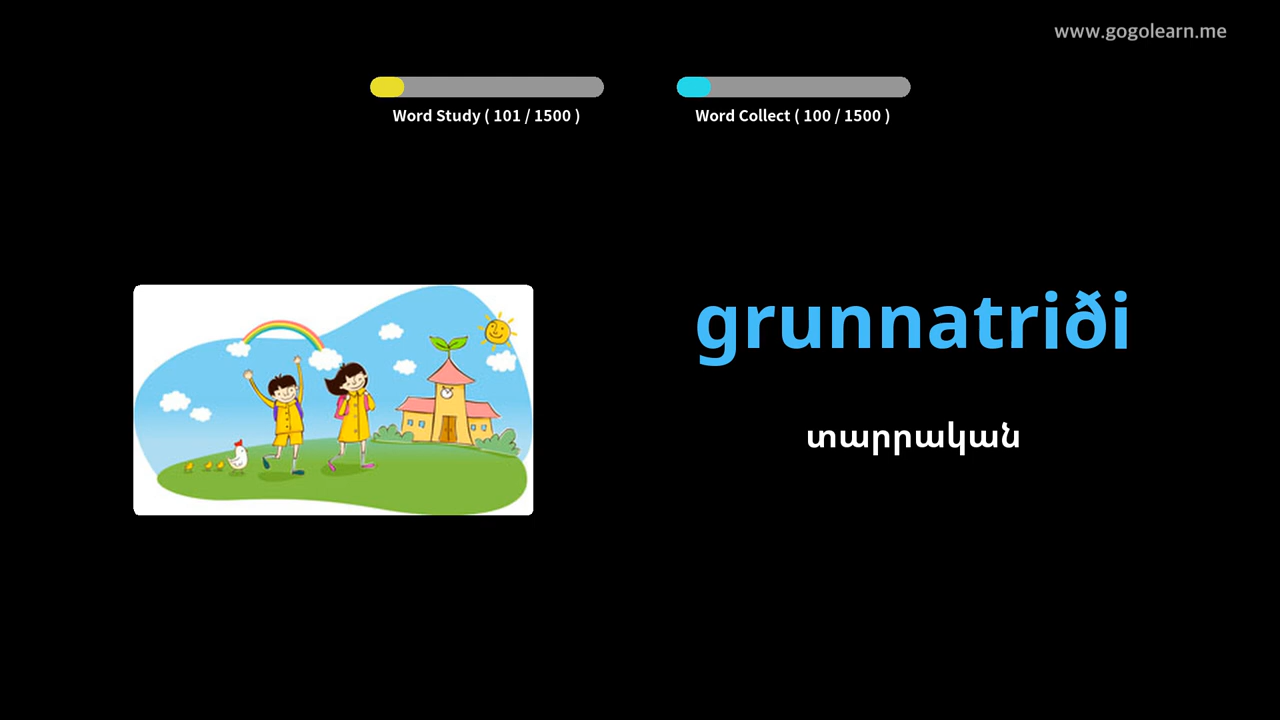 www.gogolearn.me
Word Study ( 101 / 1500 )
Word Collect ( 100 / 1500 )
grunnatriði
տարրական